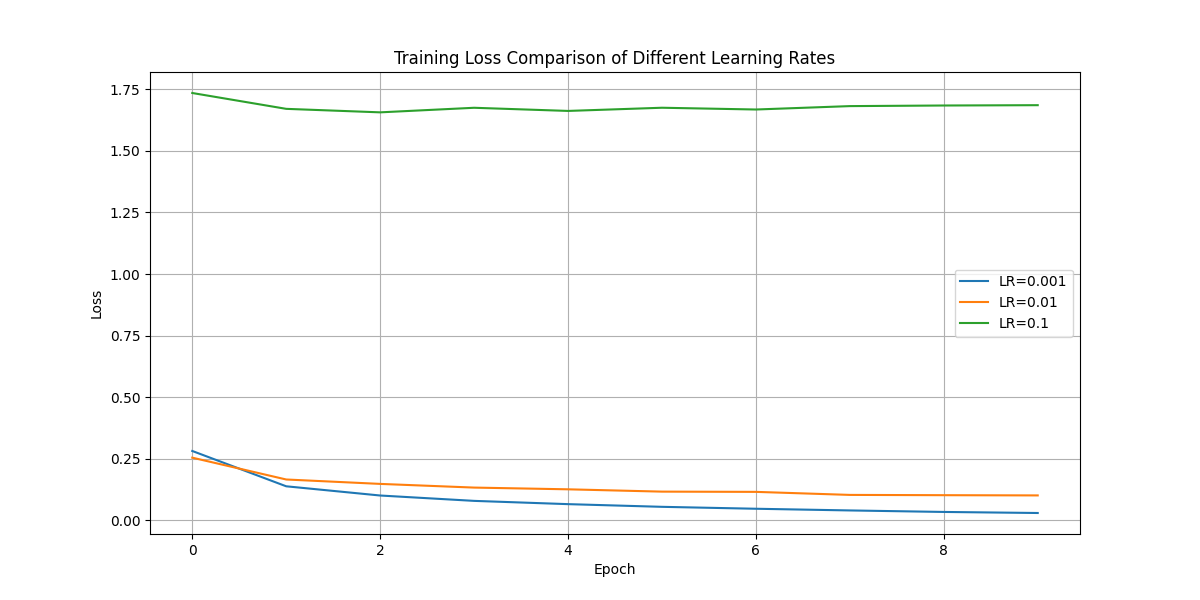 Training Loss Comparison of Different Learning Rates
1.75
1.50
1.25
1.00
0.75
0.50
0.25
0.00
Loss
LR=0.001
LR=0.01
LR=0.1
0 2 4 6 8
Epoch